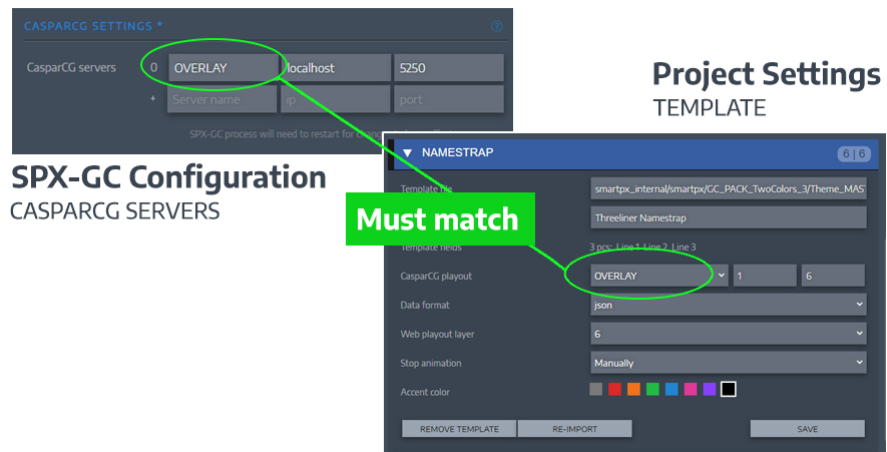 CASPARCG SETTINGS *
CasparCG servers 0 OVERLAY localhost 5250
+ Server name ip port
SPX-GC process will need to restart for
SPX-GC Configuration
CASPARCG SERVERS
Project Settings
TEMPLATE
▼ NAMESTRAP 6 | 6
Template file smartpx_internal/smartpx/GC_PACK_TwoColors_3/Theme_MAS
Must match
Threeliner Namestrap
Template fields 3 pcs: Line 1 Line 2 Line 3
CasparCG playout OVERLAY 1 6
Data format json
Web playout layer 6
Stop animation Manually
Accent color
REMOVE TEMPLATE RE-IMPORT SAVE